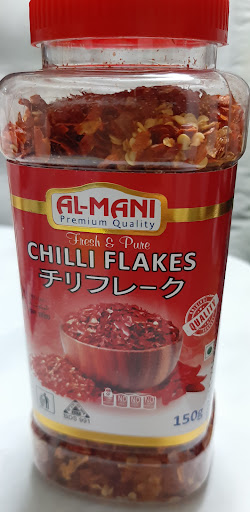 AL-MANI
Premium Quality
Fresh & Pure
CHILLI FLAKES
チリフレーク
QUALITY
150g